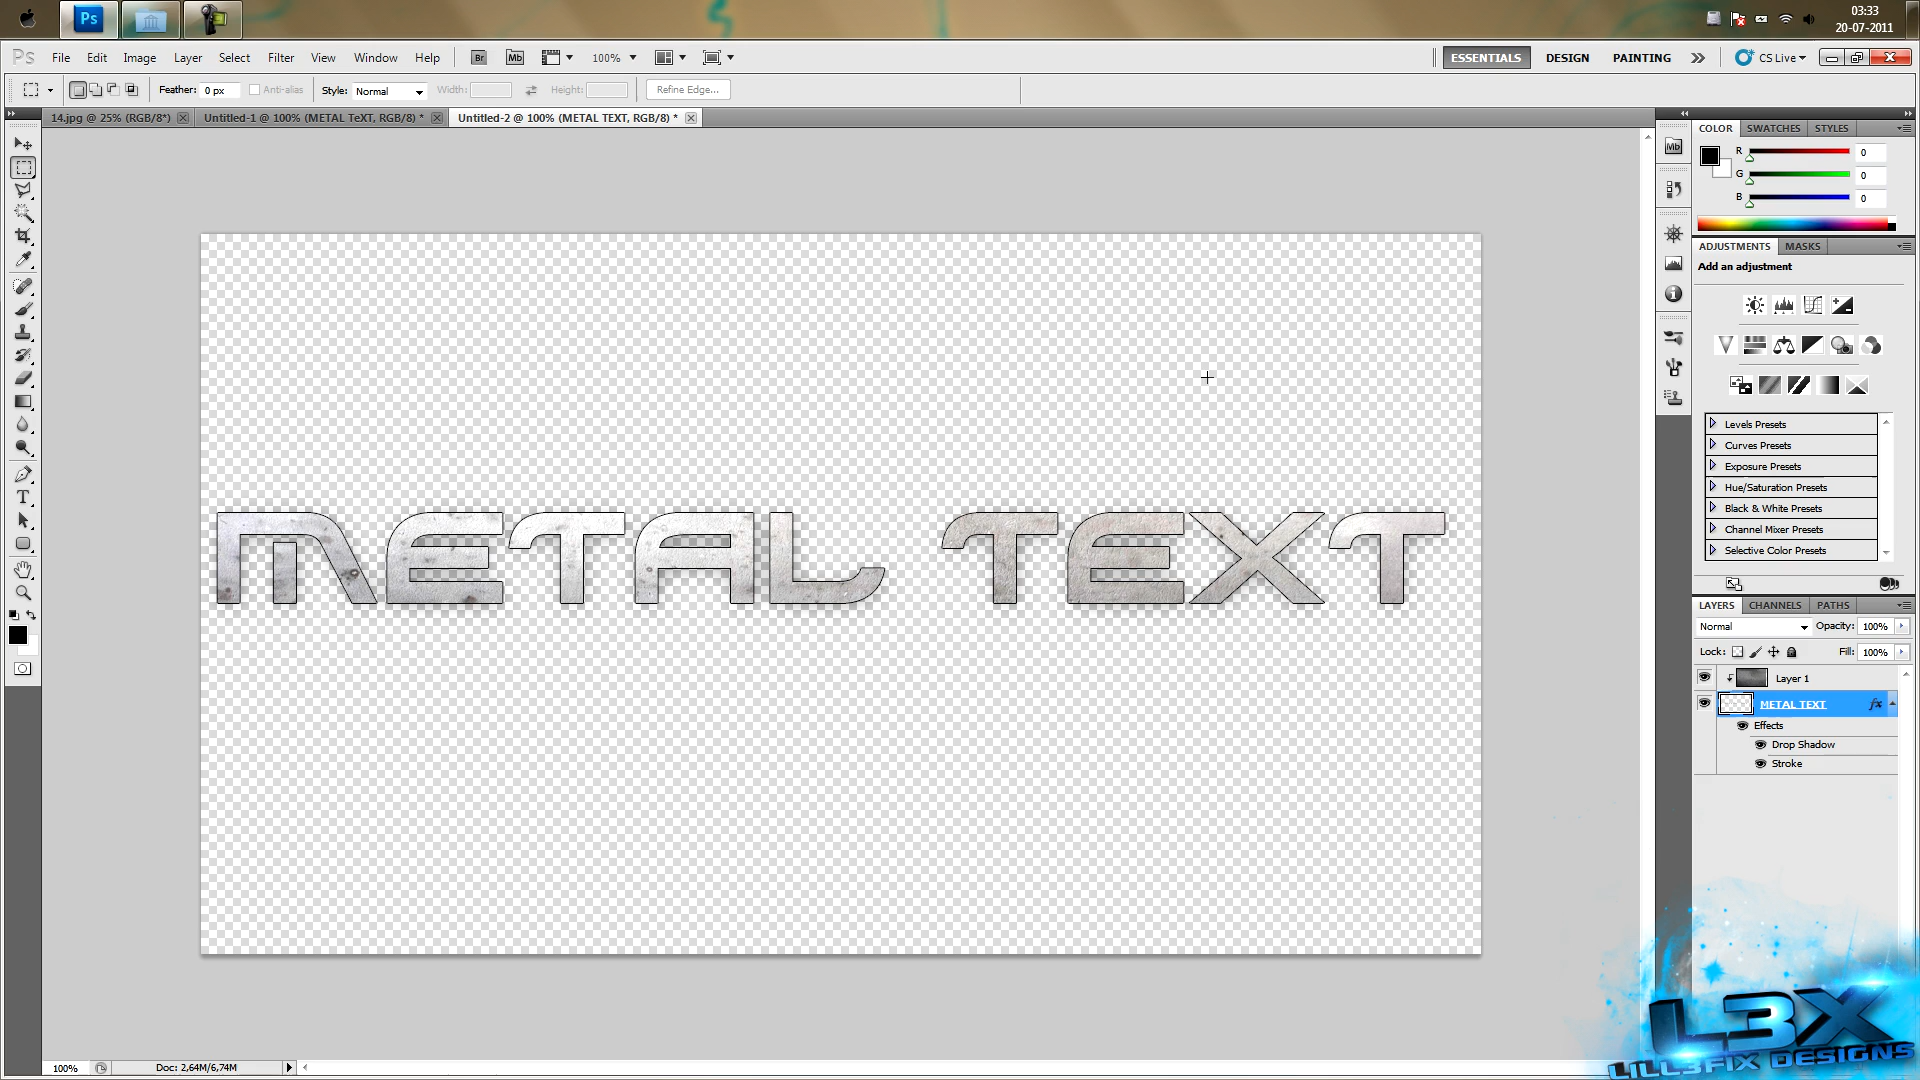 Ps
03:33
20-07-2011
Ps File Edit Image Layer Select Filter View Window Help Br Mb 100% ESSENTIALS DESIGN PAINTING CS Live
Feather: 0 px Anti-alias Style: Normal Width: Height: Refine Edge...
14.jpg @ 25% (RGB/8*) Untitled-1 @ 100% (METAL TeXT, RGB/8) * Untitled-2 @ 100% (METAL TEXT, RGB/8) *
Mb
COLOR SWATCHES STYLES
R 0
G 0
B 0
ADJUSTMENTS MASKS
Add an adjustment
Levels Presets
Curves Presets
Exposure Presets
Hue/Saturation Presets
Black & White Presets
Channel Mixer Presets
Selective Color Presets
METAL TEXT
LAYERS CHANNELS PATHS
Normal Opacity: 100%
Lock: Fill: 100%
Layer 1
METAL TEXT fx
Effects
Drop Shadow
Stroke
L3X
LILL3FIX DESIGNS
100% Doc: 2,64M/6,74M